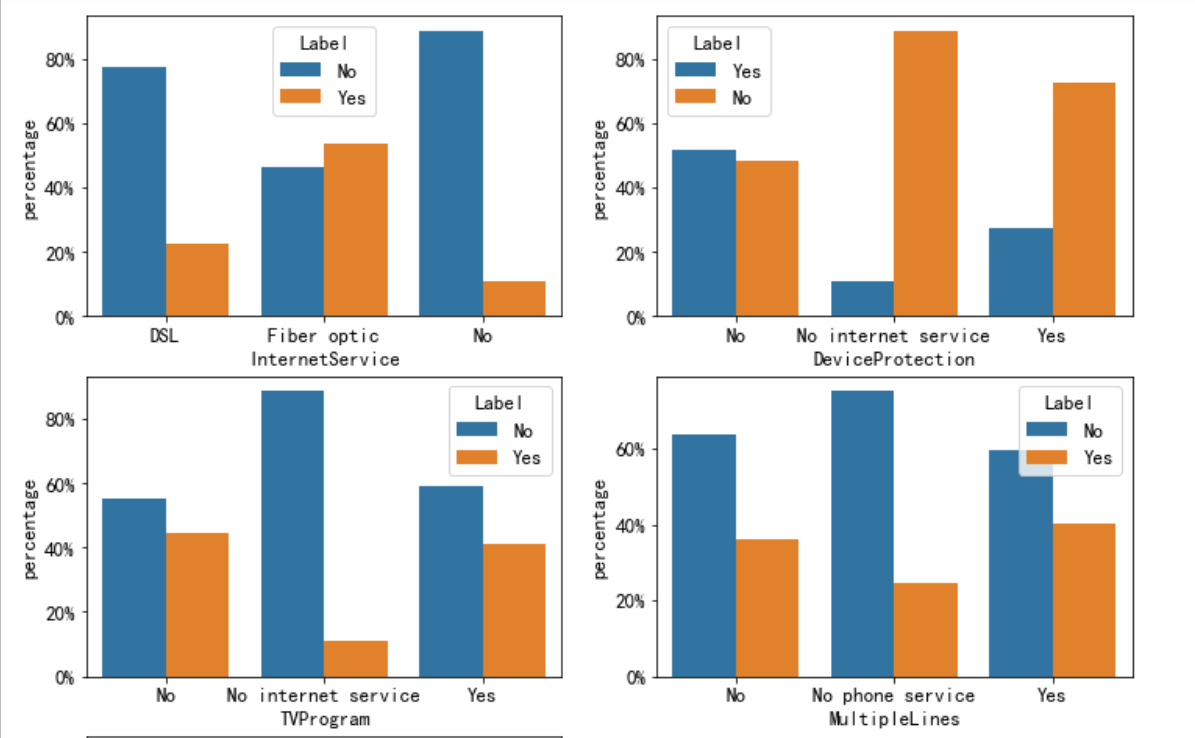 Label
No
Yes
80%
60%
40%
20%
0%
percentage
DSL
Fiber optic
No
InternetService
Label
Yes
No
80%
60%
40%
20%
0%
percentage
No
No internet service
Yes
DeviceProtection
Label
No
Yes
80%
60%
40%
20%
0%
percentage
No
No internet service
Yes
TVProgram
Label
No
Yes
60%
40%
20%
0%
percentage
No
No phone service
Yes
MultipleLines